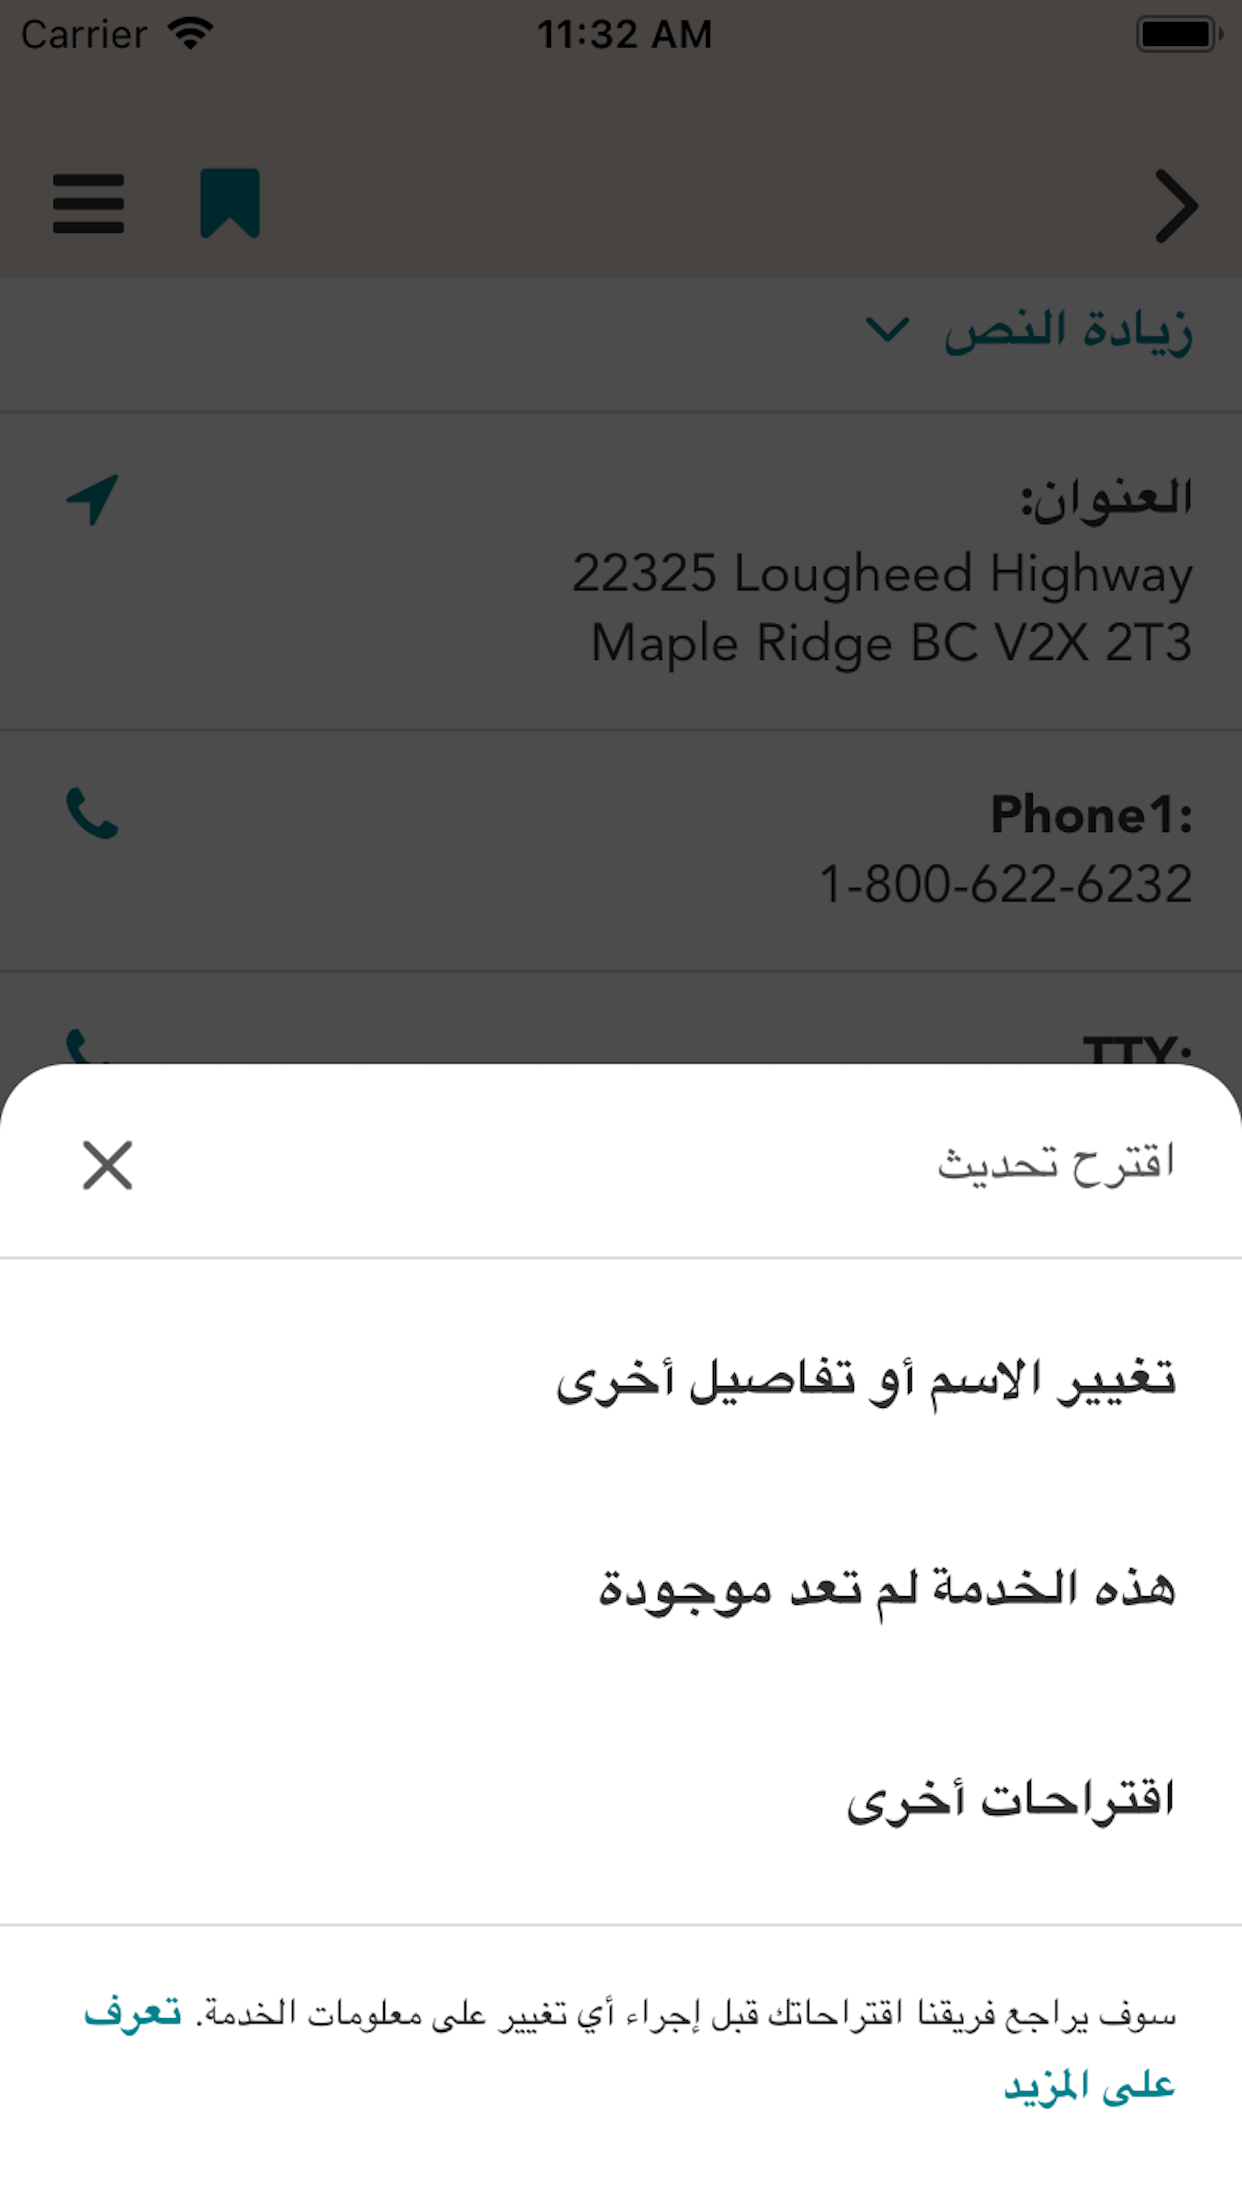 Carrier 11:32 AM
زيادة النص
العنوان:
22325 Lougheed Highway
Maple Ridge BC V2X 2T3
Phone1:
1-800-622-6232
TTY:
اقترح تحديث
تغيير الاسم أو تفاصيل أخرى
هذه الخدمة لم تعد موجودة
اقتراحات أخرى
سوف يراجع فريقنا اقتراحاتك قبل إجراء أي تغيير على معلومات الخدمة. تعرف
على المزيد